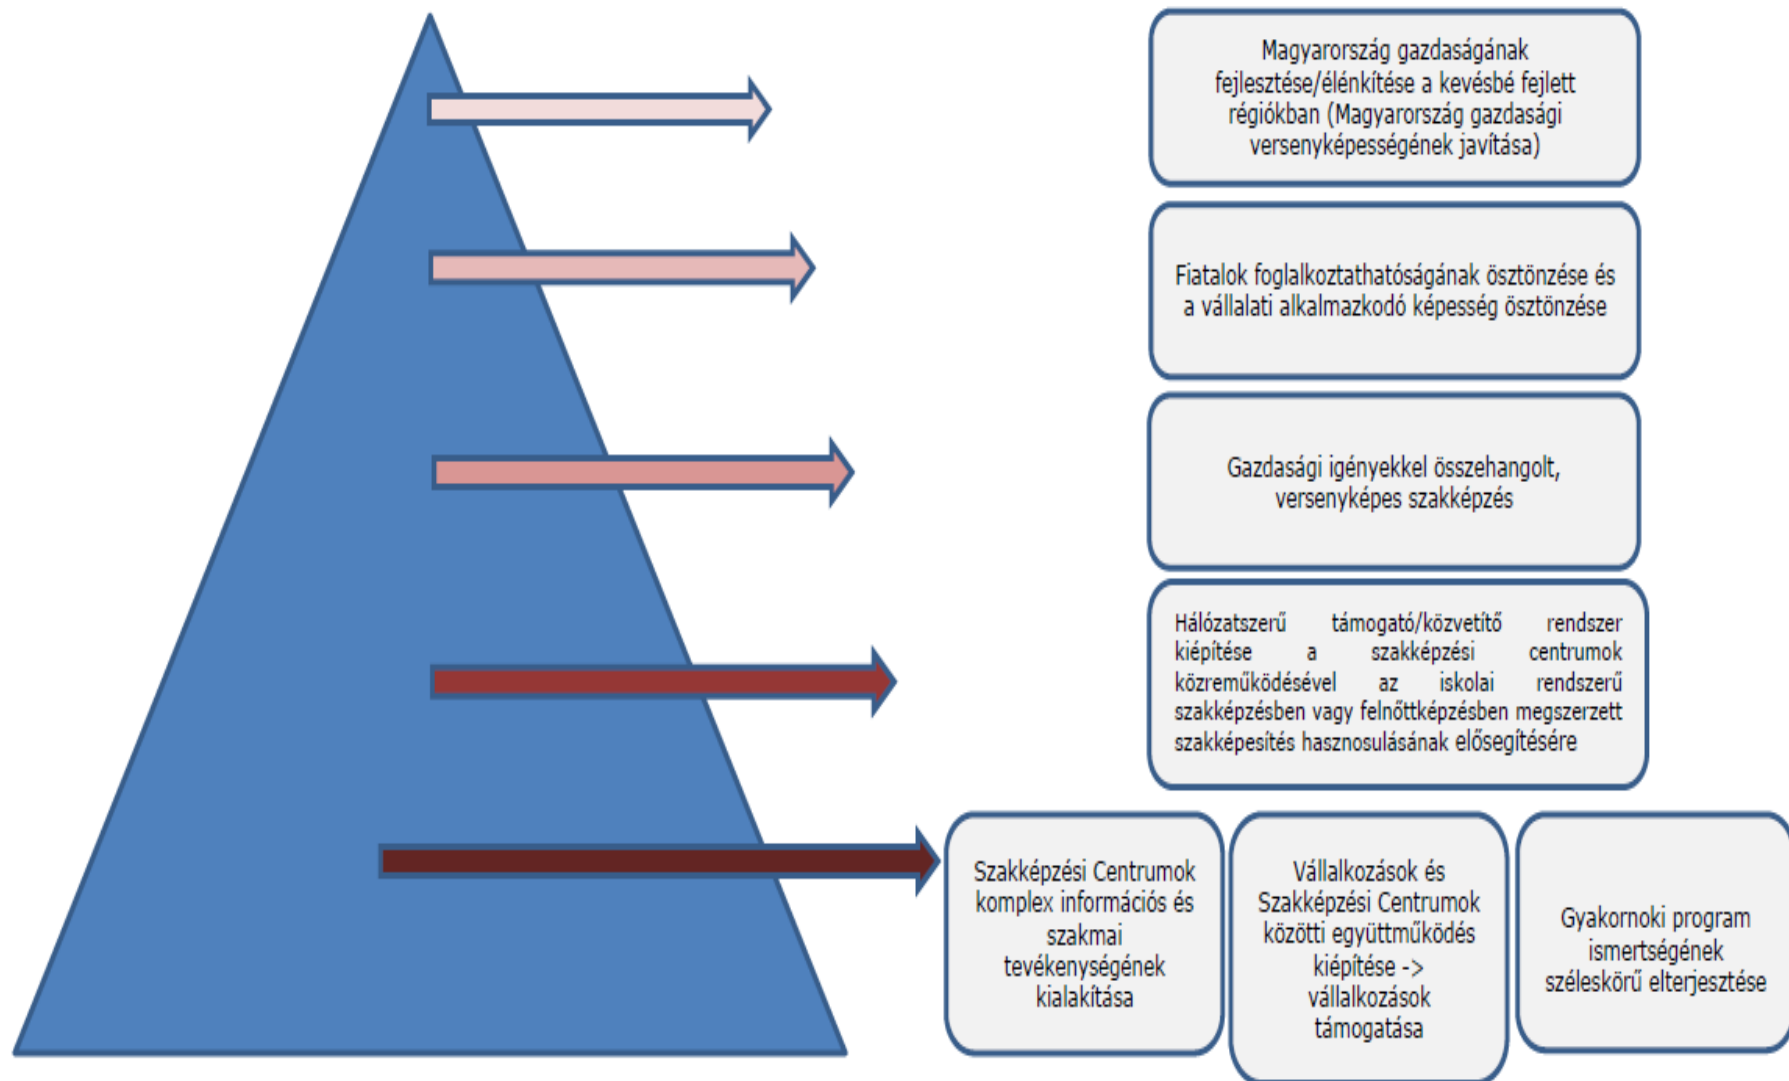 Magyarország gazdaságának
fejlesztése/élénkítése a kevésbé fejlett
régiókban (Magyarország gazdasági
versenyképességének javítása)
Fiatalok foglalkoztathatóságának ösztönzése és
a vállalati alkalmazkodó képesség ösztönzése
Gazdasági igényekkel összehangolt,
versenyképes szakképzés
Hálózatszerű támogató/közvetítő rendszer
kiépítése a szakképzési centrumok
közreműködésével az iskolai rendszerű
szakképzésben vagy felnőttképzésben megszerzett
szakképesítés hasznosulásának elősegítésére
Szakképzési Centrumok
komplex információs és
szakmai
tevékenységének
kialakítása
Vállalkozások és
Szakképzési Centrumok
közötti együttműködés
kiépítése ->
vállalkozások
támogatása
Gyakornoki program
ismertségének
széleskörű elterjesztése